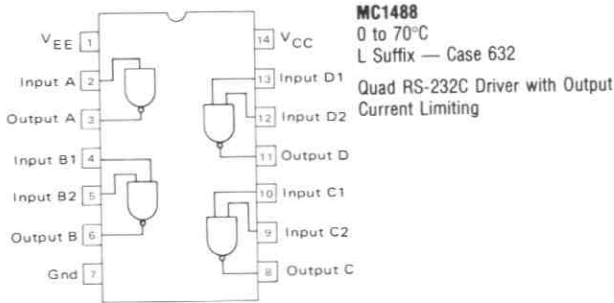 MC1488
0 to 70°C
L Suffix — Case 632
Quad RS-232C Driver with Output
Current Limiting
VEE 1
Input A 2
Output A 3
Input B1 4
Input B2 5
Output B 6
Gnd 7
14 VCC
13 Input D1
12 Input D2
11 Output D
10 Input C1
9 Input C2
8 Output C